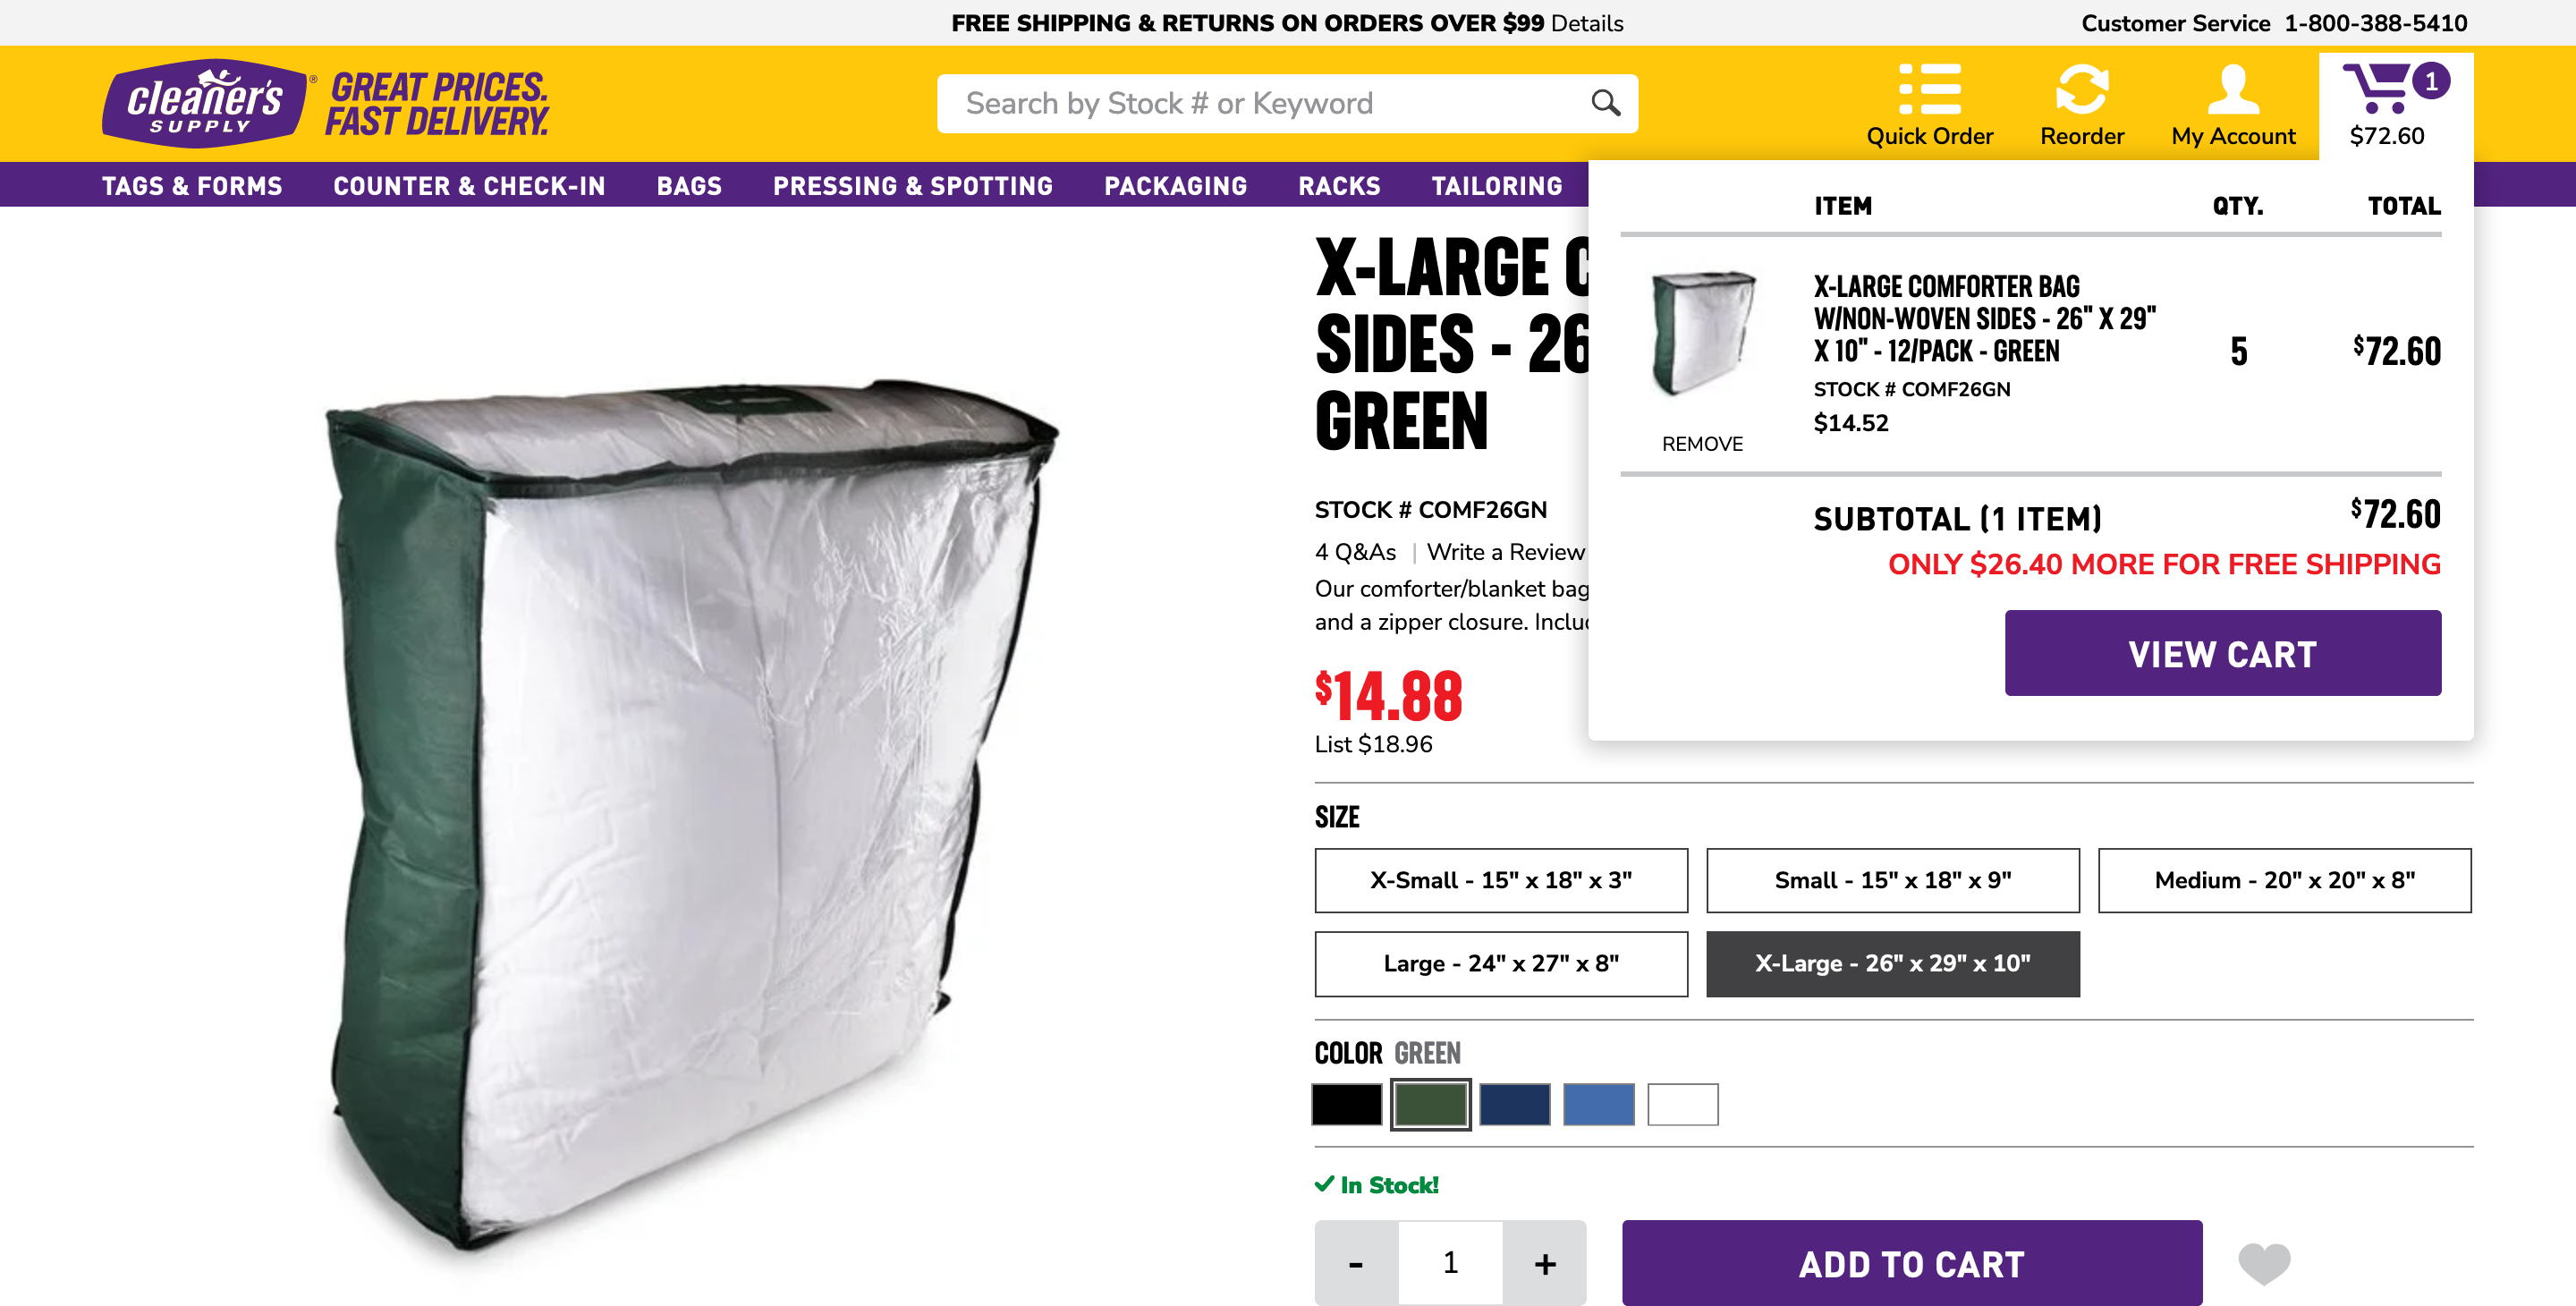 FREE SHIPPING & RETURNS ON ORDERS OVER $99 Details
Customer Service 1-800-388-5410
cleaner's
SUPPLY
®
GREAT PRICES.
FAST DELIVERY.
Search by Stock # or Keyword
Quick Order
Reorder
My Account
1
$72.60
TAGS & FORMS
COUNTER & CHECK-IN
BAGS
PRESSING & SPOTTING
PACKAGING
RACKS
TAILORING
ITEM QTY. TOTAL
X-LARGE COMFORTER BAG
W/NON-WOVEN SIDES - 26" X 29"
X 10" - 12/PACK - GREEN
STOCK # COMF26GN
$14.52
5
$72.60
REMOVE
SUBTOTAL (1 ITEM) $72.60
ONLY $26.40 MORE FOR FREE SHIPPING
VIEW CART
X-LARGE
SIDES - 26
GREEN
STOCK # COMF26GN
4 Q&As | Write a Review
Our comforter/blanket bag
and a zipper closure.
$14.88
List $18.96
SIZE
X-Small - 15" x 18" x 3"
Small - 15" x 18" x 9"
Medium - 20" x 20" x 8"
Large - 24" x 27" x 8"
X-Large - 26" x 29" x 10"
COLOR GREEN
In Stock!
- 1 +
ADD TO CART